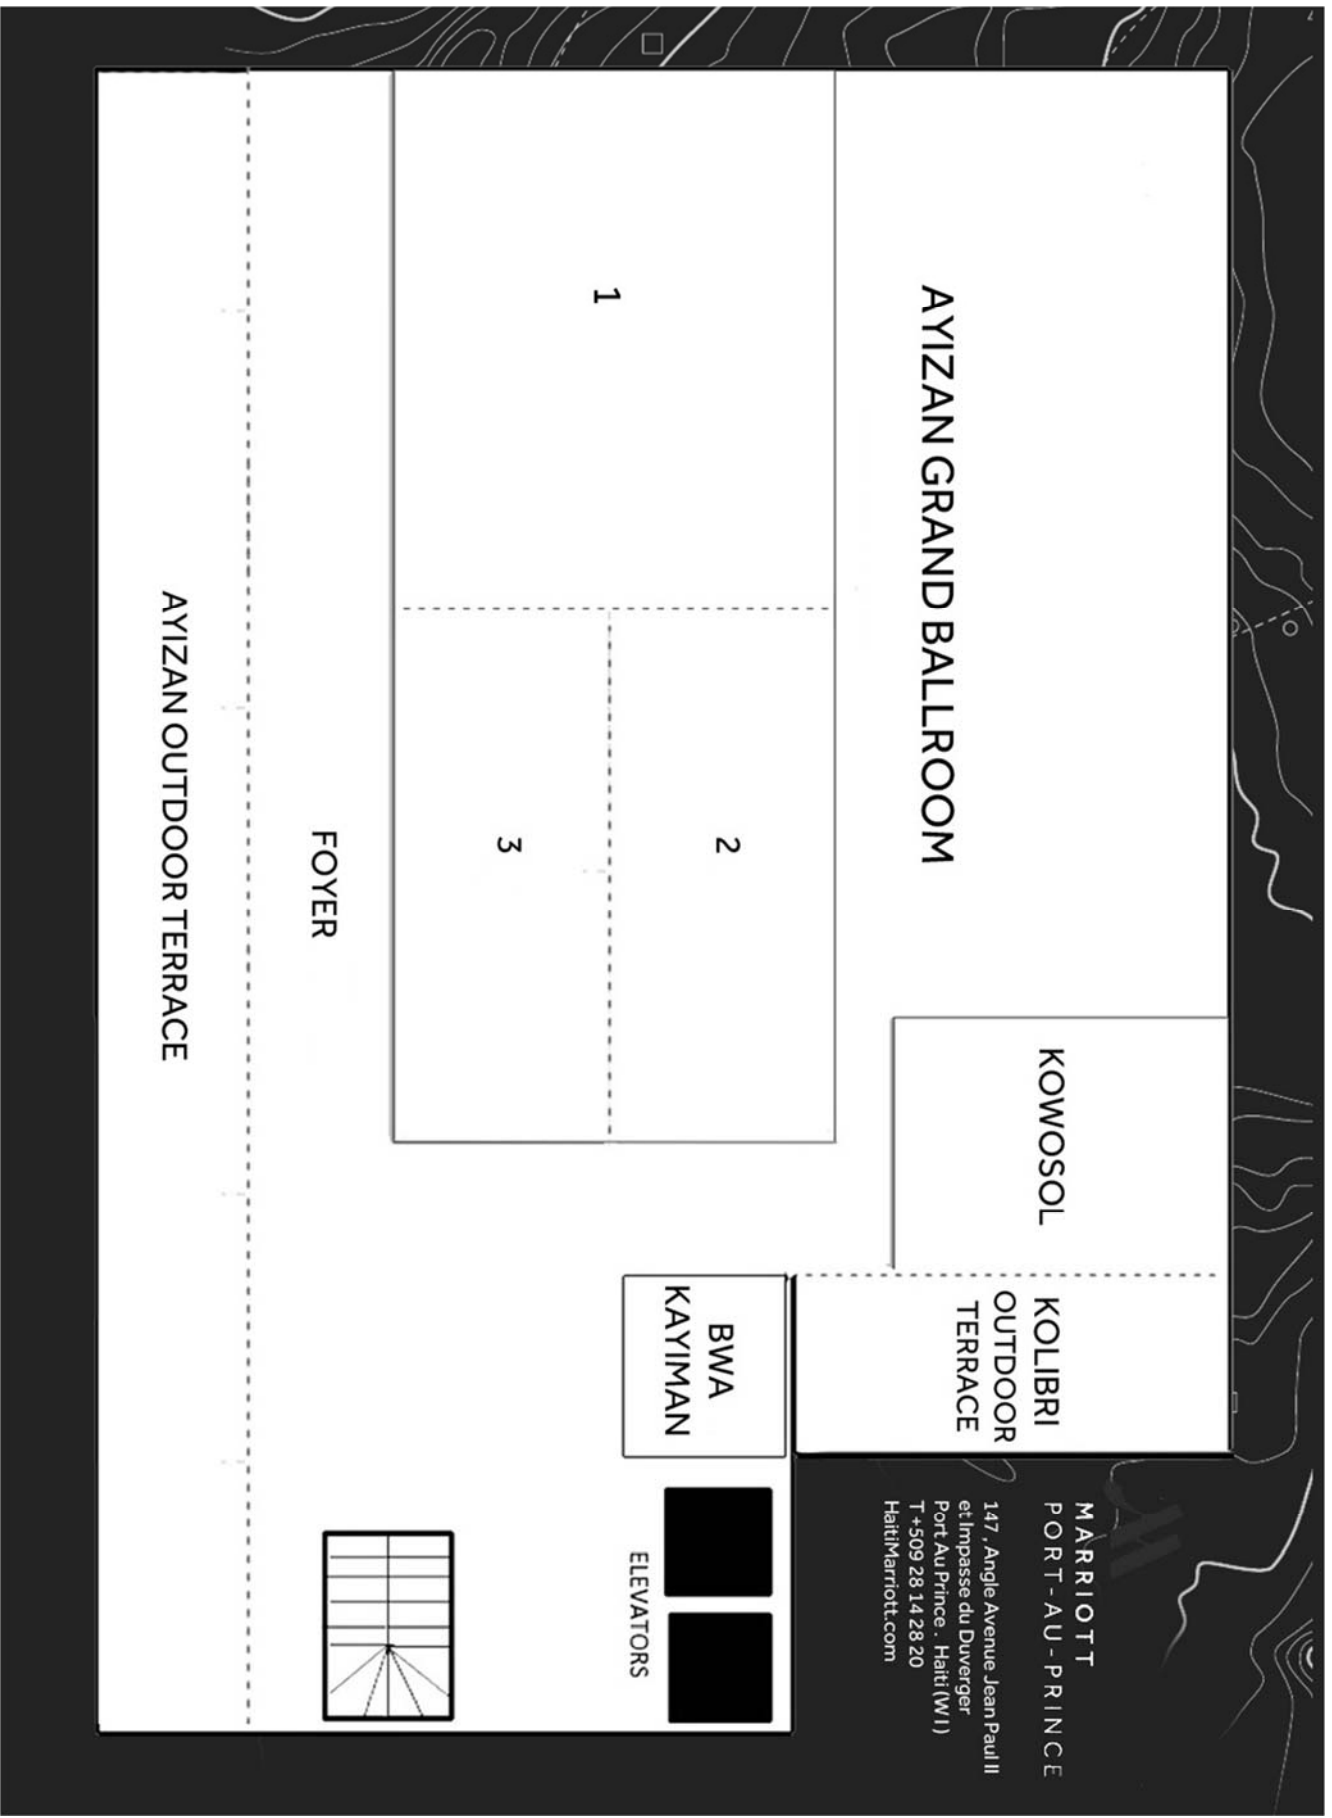 AYIZAN GRAND BALLROOM
KOWOSOL
KOLIBRI
OUTDOOR
TERRACE
1
2
3
BWA
KAYIMAN
ELEVATORS
FOYER
AYIZAN OUTDOOR TERRACE
MARRIOTT
PORT-AU-PRINCE
147 , Angle Avenue Jean Paul II
et Impasse du Duverger
Port Au Prince . Haiti (W I )
T +509 28 14 28 20
HaitiMarriott.com